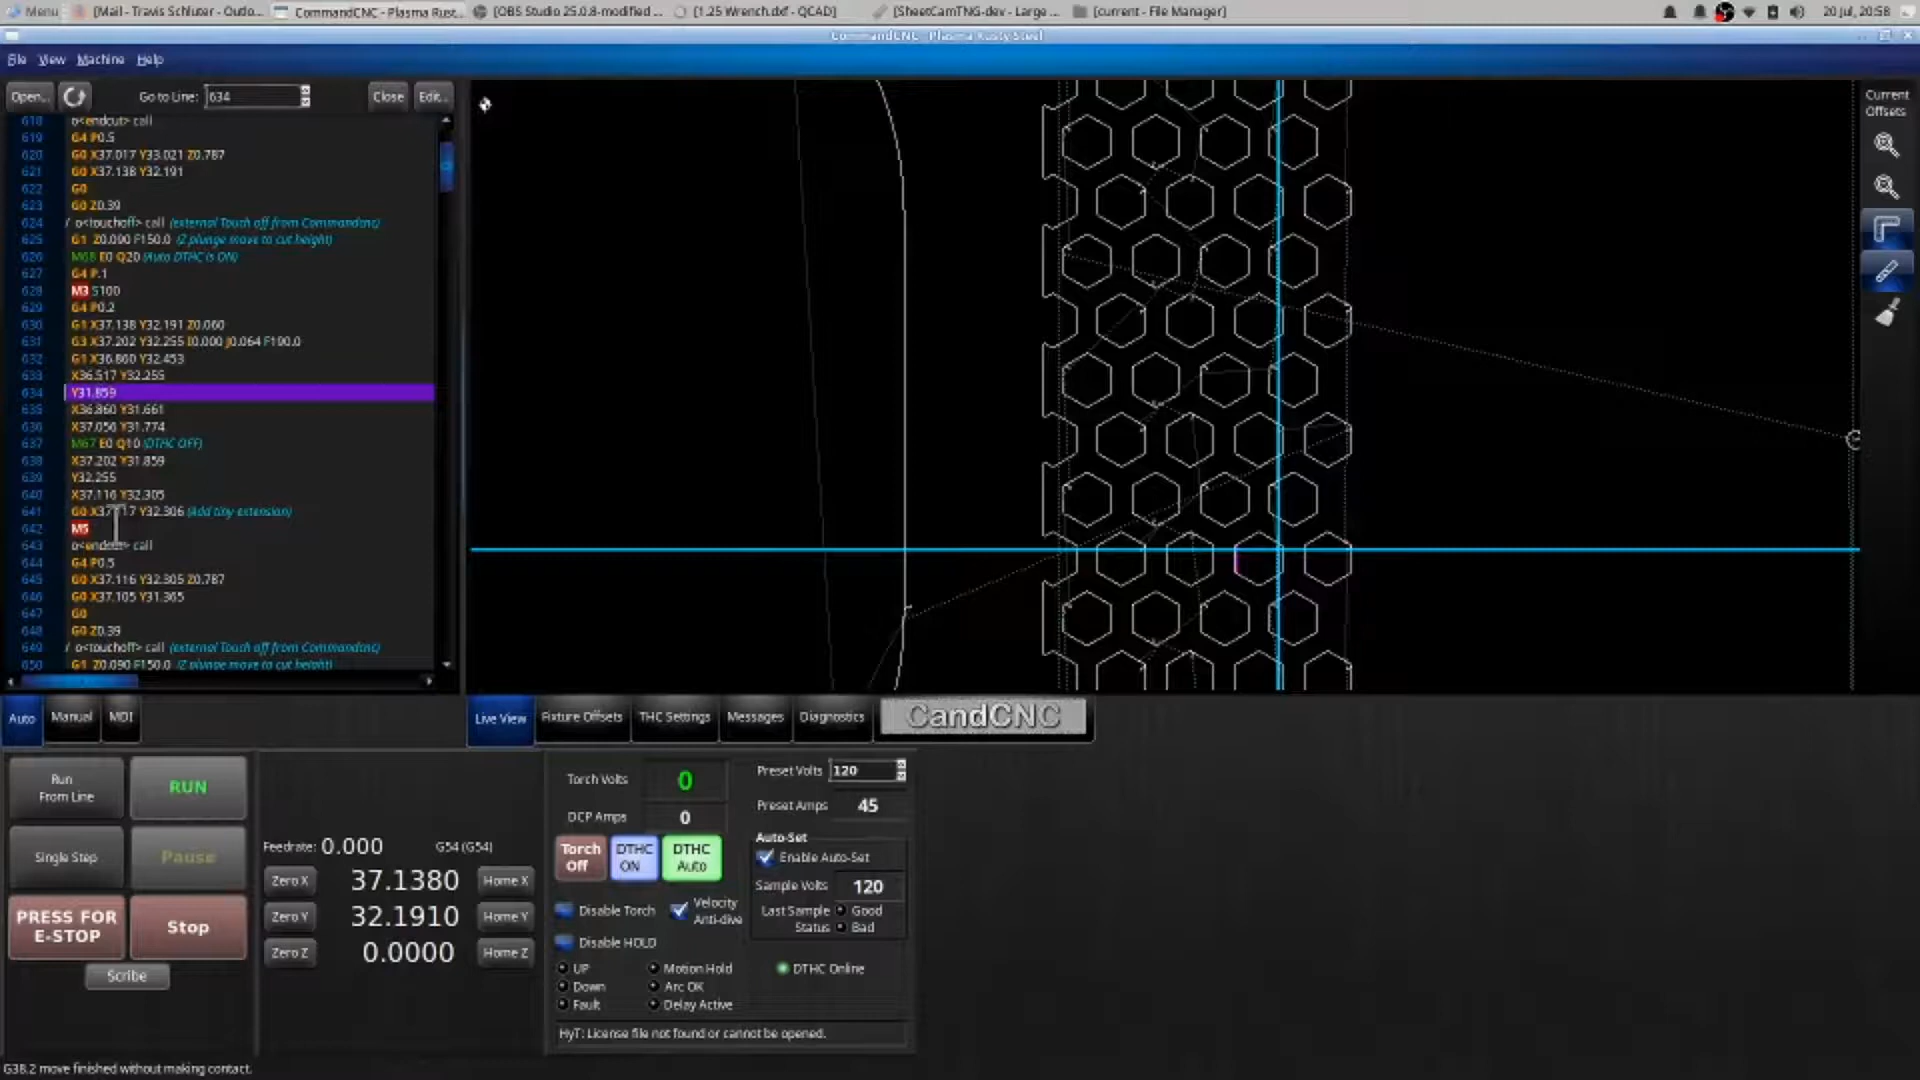 Menu [Mail - Travis Schluter - Outlo... CommandCNC - Plasma Rust... [OBS Studio 25.0.8-modified ... [1.25 Wrench.dxf - QCAD] [SheetCamTNG-dev - Large ... [current - File Manager] 20 Jul, 20:58
CommandCNC - Plasma Rusty Steel
File View Machine Help
Open... Go to Line: 634 Close Edit...
618 o<endcut> call
619 G4 P0.5
620 G0 X37.017 Y33.021 Z0.787
621 G0 X37.138 Y32.191
622 G0
623 G0 Z0.39
624 / o<touchoff> call (external Touch off from Commandcnc)
625 G1 Z0.090 F150.0 (Z plunge move to cut height)
626 M68 E0 Q20 (Auto DTHC is ON)
627 G4 P.1
628 M3 S100
629 G4 P0.2
630 G1 X37.138 Y32.191 Z0.060
631 G3 X37.202 Y32.255 I0.000 J0.064 F100.0
632 G1 X36.860 Y32.453
633 X36.517 Y32.255
634 Y31.859
635 X36.860 Y31.661
636 X37.056 Y31.774
637 M67 E0 Q10 (DTHC OFF)
638 X37.202 Y31.859
639 Y32.255
640 X37.116 Y32.305
641 G0 X37.117 Y32.306 (Add tiny extension)
642 M5
643 o<endcut> call
644 G4 P0.5
645 G0 X37.116 Y32.305 Z0.787
646 G0 X37.105 Y31.365
647 G0
648 G0 Z0.39
649 / o<touchoff> call (external Touch off from Commandcnc)
650 G1 Z0.090 F150.0 (Z plunge move to cut height)
Current
Offsets
Auto Manual MDI
Live View Fixture Offsets THC Settings Messages Diagnostics CandCNC
Run
From Line
RUN
Single Step
Pause
PRESS FOR
E-STOP
Stop
Scribe
Feedrate: 0.000 G54 (G54)
Zero X 37.1380 Home X
Zero Y 32.1910 Home Y
Zero Z 0.0000 Home Z
Torch Volts 0
DCP Amps 0
Torch
Off
DTHC
ON
DTHC
Auto
Disable Torch
Velocity
Anti-dive
Disable HOLD
UP Motion Hold
Down Arc OK
Fault Delay Active
Preset Volts 120
Preset Amps 45
Auto-Set
Enable Auto-Set
Sample Volts 120
Last Sample Good
Status Bad
DTHC Online
HyT: License file not found or cannot be opened.
G38.2 move finished without making contact.